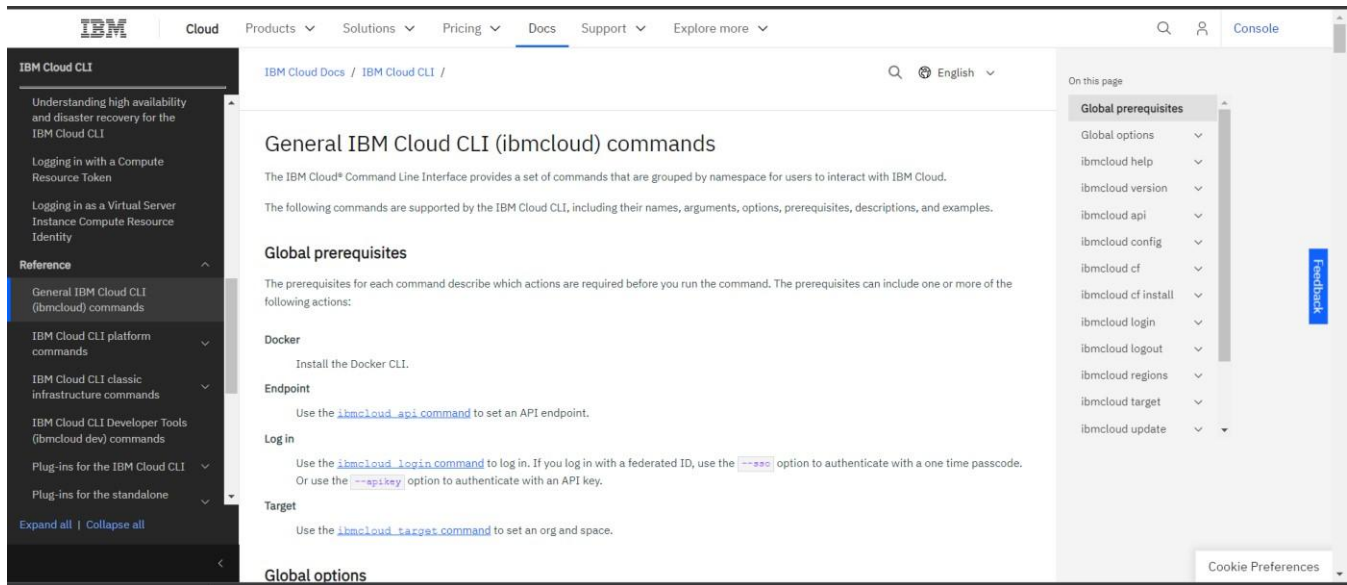 IBM Cloud Products Solutions Pricing Docs Support Explore more Console
IBM Cloud CLI
Understanding high availability
and disaster recovery for the
IBM Cloud CLI
Logging in with a Compute
Resource Token
Logging in as a Virtual Server
Instance Compute Resource
Identity
Reference
General IBM Cloud CLI
(ibmcloud) commands
IBM Cloud CLI platform
commands
IBM Cloud CLI classic
infrastructure commands
IBM Cloud CLI Developer Tools
(ibmcloud dev) commands
Plug-ins for the IBM Cloud CLI
Plug-ins for the standalone
Expand all | Collapse all
IBM Cloud Docs / IBM Cloud CLI /
English
General IBM Cloud CLI (ibmcloud) commands
The IBM Cloud® Command Line Interface provides a set of commands that are grouped by namespace for users to interact with IBM Cloud.
The following commands are supported by the IBM Cloud CLI, including their names, arguments, options, prerequisites, descriptions, and examples.
Global prerequisites
The prerequisites for each command describe which actions are required before you run the command. The prerequisites can include one or more of the
following actions:
Docker
Install the Docker CLI.
Endpoint
Use the ibmcloud api command to set an API endpoint.
Log in
Use the ibmcloud login command to log in. If you log in with a federated ID, use the --sso option to authenticate with a one time passcode.
Or use the --apikey option to authenticate with an API key.
Target
Use the ibmcloud target command to set an org and space.
Global options
On this page
Global prerequisites
Global options
ibmcloud help
ibmcloud version
ibmcloud api
ibmcloud config
ibmcloud cf
ibmcloud cf install
ibmcloud login
ibmcloud logout
ibmcloud regions
ibmcloud target
ibmcloud update
Feedback
Cookie Preferences